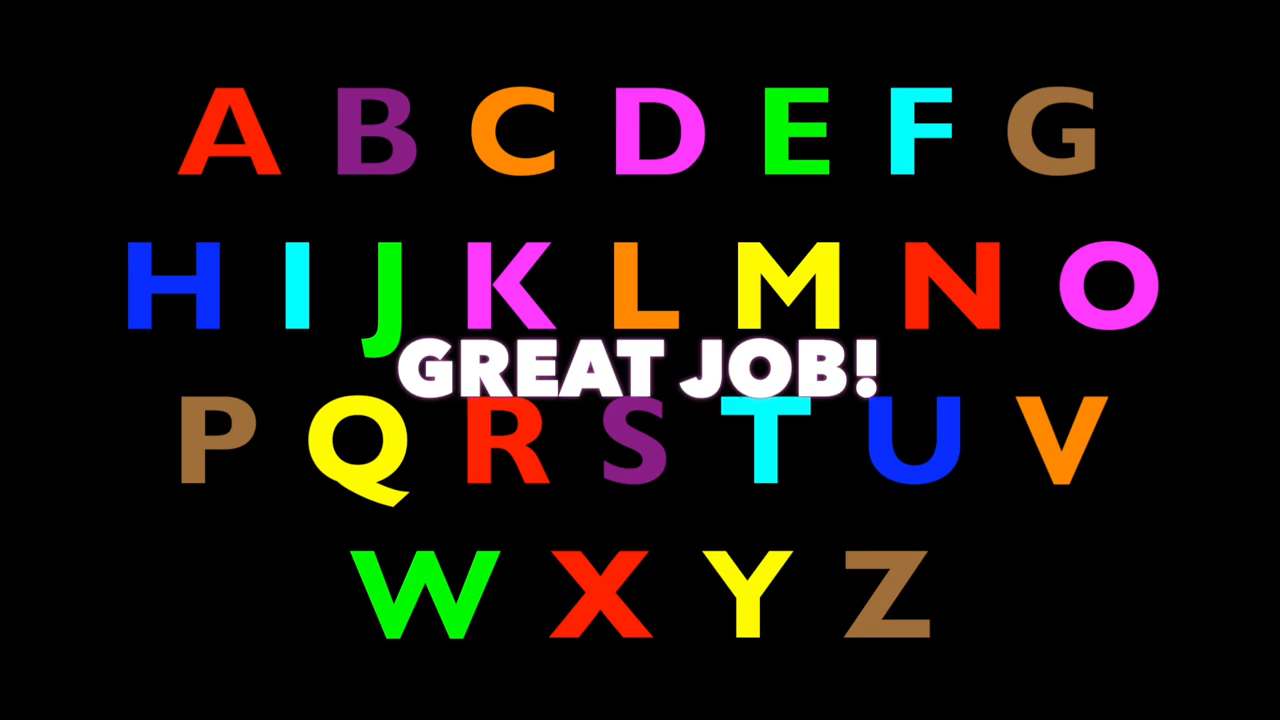 A B C D E F G
H I J K L M N O
GREAT JOB!
P Q R S T U V
W X Y Z